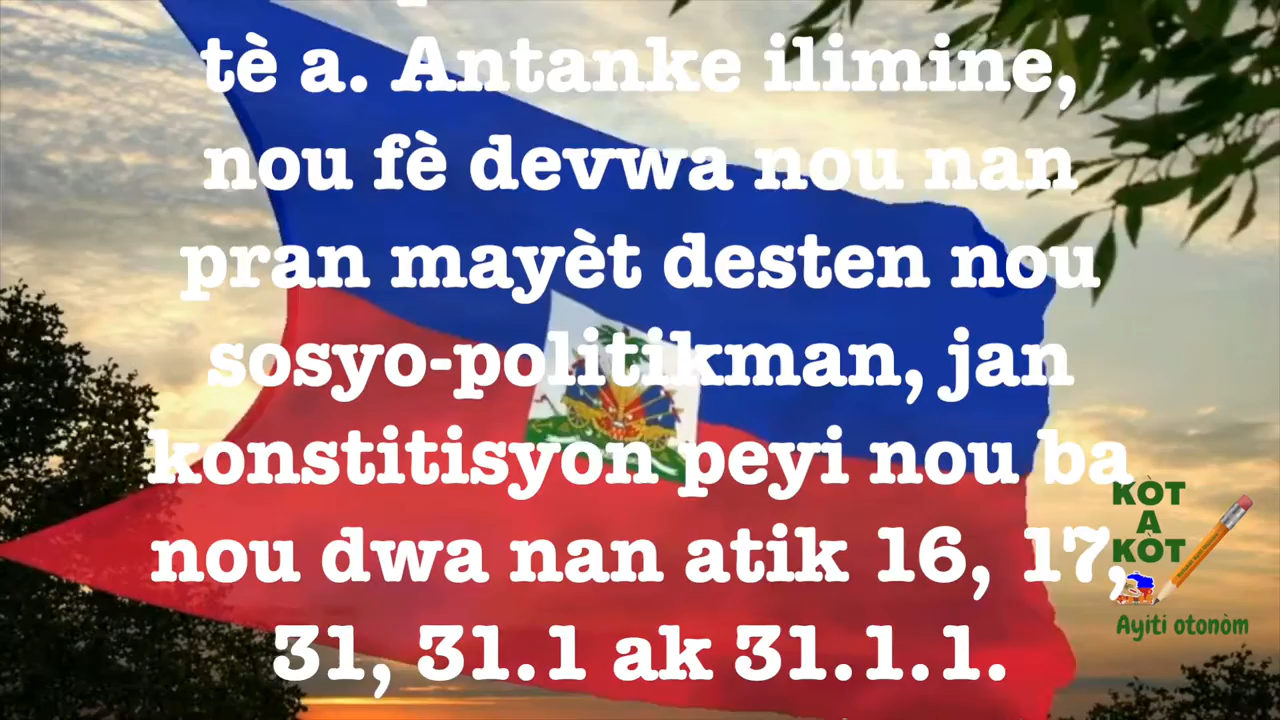 tè a. Antanke ilimine,
nou fè devwa nou nan
pran mayèt desten nou
sosyo-politikman, jan
konstitisyon peyi nou ba
nou dwa nan atik 16, 17,
31, 31.1 ak 31.1.1.
KÒT
A
KÒT
Ayiti otonòm